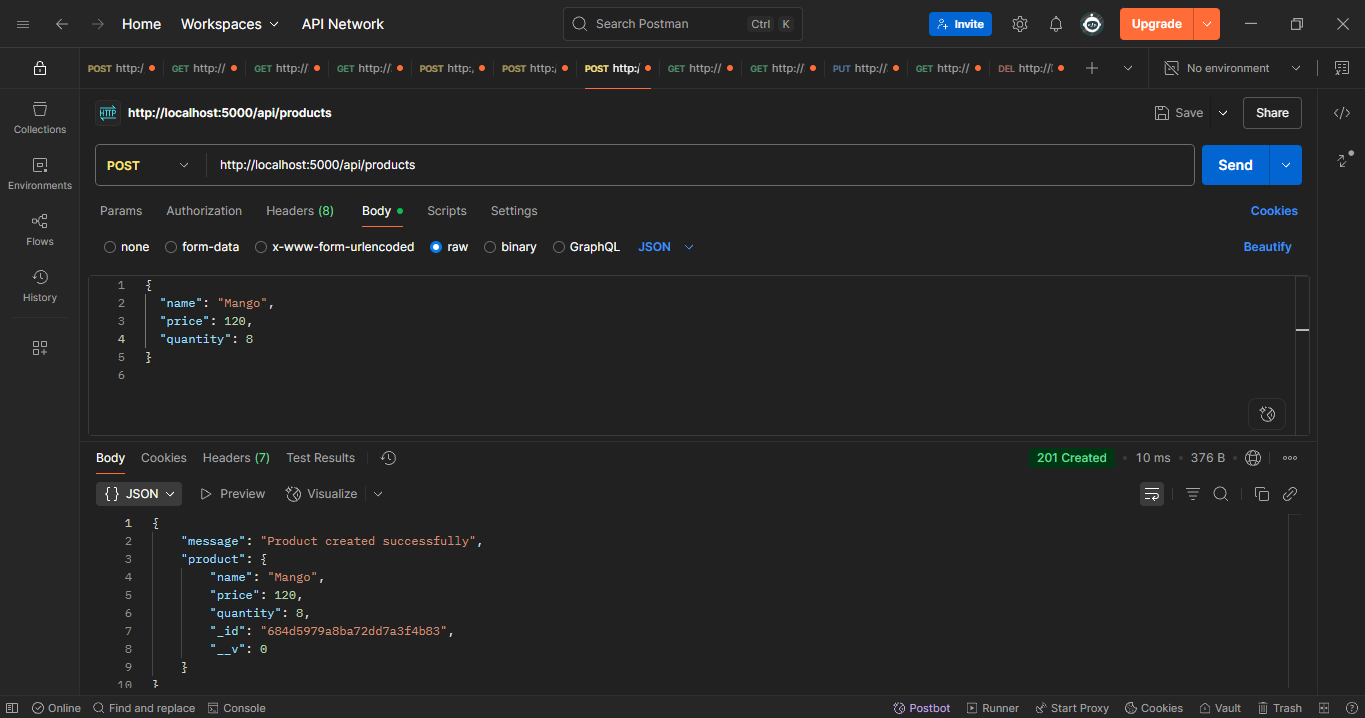 Home Workspaces API Network Search Postman Ctrl K Invite Upgrade
POST http:/ GET http:// GET http:// GET http:// POST http:, POST http:/ POST http:/ GET http:// GET http:// PUT http:// GET http:// DEL http:// No environment
HTTP http://localhost:5000/api/products Save Share
POST http://localhost:5000/api/products Send
Collections
Environments
Flows
History
Params Authorization Headers (8) Body Scripts Settings Cookies
none form-data x-www-form-urlencoded raw binary GraphQL JSON Beautify
1 {
2 "name": "Mango",
3 "price": 120,
4 "quantity": 8
5 }
6
Body Cookies Headers (7) Test Results 201 Created 10 ms 376 B
{} JSON Preview Visualize
1 {
2 "message": "Product created successfully",
3 "product": {
4 "name": "Mango",
5 "price": 120,
6 "quantity": 8,
7 "_id": "684d5979a8ba72dd7a3f4b83",
8 "__v": 0
9 }
10 }
Online Find and replace Console Postbot Runner Start Proxy Cookies Vault Trash